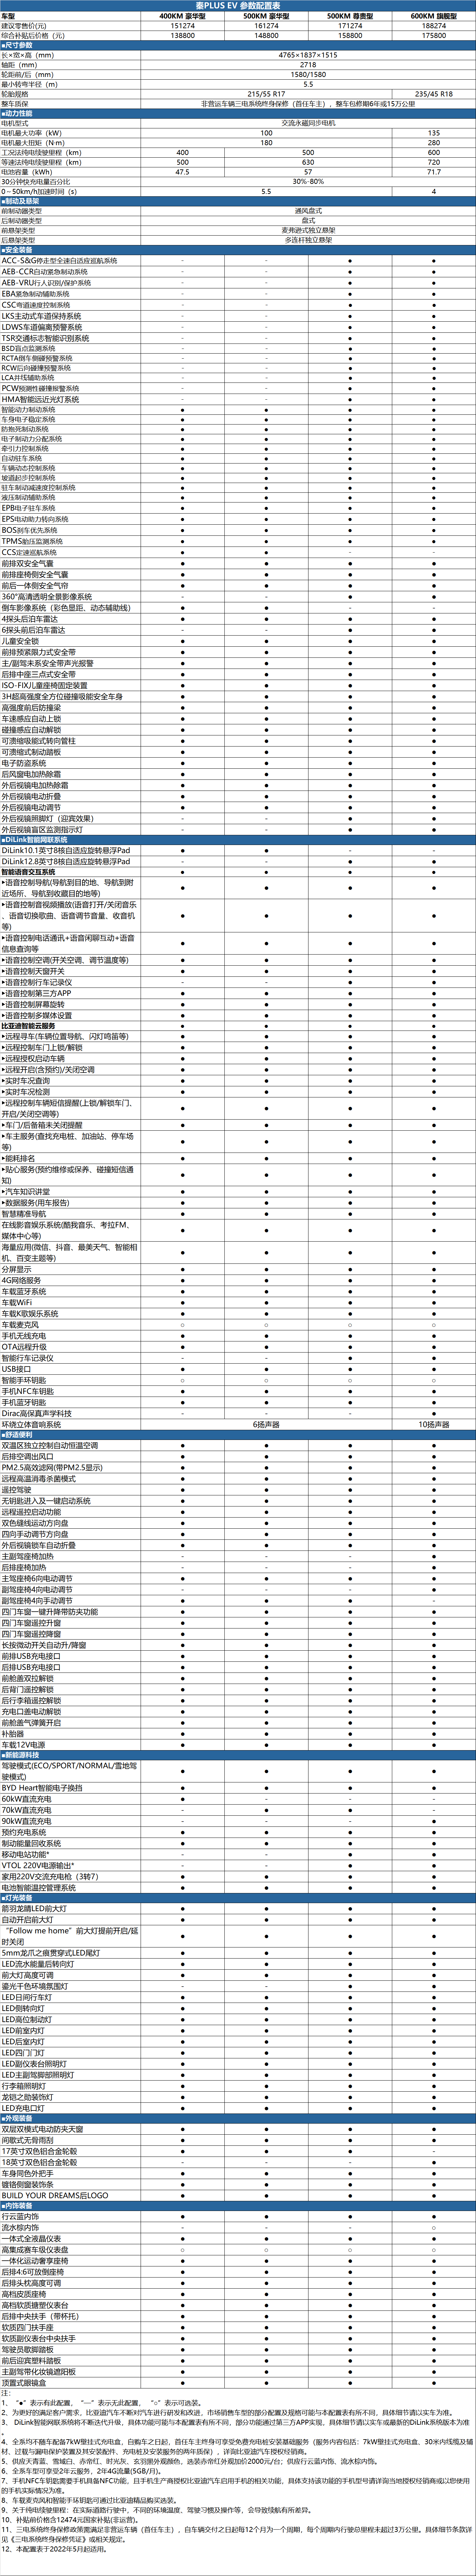 秦PLUS EV 参数配置表
车型 400KM 豪华型 500KM 豪华型 500KM 尊贵型 600KM 旗舰型
建议零售价(元) 151274 161274 171274 188274
综合补贴后价格（元） 138800 148800 158800 175800
■尺寸参数
长×宽×高（mm） 4765×1837×1515
轴距（mm） 2718
轮距前/后（mm） 1580/1580
最小转弯半径（m） 5.5
轮胎规格 215/55 R17 235/45 R18
整车质保 非营运车辆三电系统终身保修（首任车主），整车包修期6年或15万公里
■动力性能
电机型式 交流永磁同步电机
电机最大功率（kW） 100 135
电机最大扭矩（N·m） 180 280
工况法纯电续驶里程（km） 400 500 600
等速法纯电续驶里程（km） 500 630 720
电池容量（kWh） 47.5 57 71.7
30分钟快充电量百分比 30%-80%
0～50km/h加速时间（s） 5.5 4
■制动及悬架
前制动器类型 通风盘式
后制动器类型 盘式
前悬架类型 麦弗逊式独立悬架
后悬架类型 多连杆独立悬架
■安全装备
ACC-S&G停走型全速自适应巡航系统 - - ● ●
AEB-CCR自动紧急制动系统 - - ● ●
AEB-VRU行人识别/保护系统 - - ● ●
EBA紧急制动辅助系统 - - ● ●
CSC弯道速度控制系统 - - ● ●
LKS主动式车道保持系统 - - ● ●
LDWS车道偏离预警系统 - - ● ●
TSR交通标志智能识别系统 - - ● ●
BSD盲点监测系统 - - ● ●
RCTA倒车侧碰预警系统 - - ● ●
RCW后向碰撞预警系统 - - ● ●
LCA并线辅助系统 - - ● ●
PCW预测性碰撞报警系统 - - ● ●
HMA智能远近光灯系统 - - ● ●
智能动力制动系统 ● ● ● ●
车身电子稳定系统 ● ● ● ●
防抱死制动系统 ● ● ● ●
电子制动力分配系统 ● ● ● ●
牵引力控制系统 ● ● ● ●
自动驻车系统 ● ● ● ●
车辆动态控制系统 ● ● ● ●
坡道起步控制系统 ● ● ● ●
驻车制动减速度控制系统 ● ● ● ●
液压制动辅助系统 ● ● ● ●
EPB电子驻车系统 ● ● ● ●
EPS电动助力转向系统 ● ● ● ●
BOS刹车优先系统 ● ● ● ●
TPMS胎压监测系统 ● ● ● ●
CCS定速巡航系统 ● ● - -
前排双安全气囊 ● ● ● ●
前排座椅侧安全气囊 ● ● ● ●
前后一体侧安全气帘 ● ● ● ●
360°高清透明全景影像系统 - - ● ●
倒车影像系统（彩色显距、动态辅助线） ● ● - -
4探头后泊车雷达 ● ● - -
6探头前后泊车雷达 - - ● ●
儿童安全锁 ● ● ● ●
前排预紧限力式安全带 ● ● ● ●
主/副驾未系安全带声光报警 ● ● ● ●
后排中座三点式安全带 ● ● ● ●
ISO-FIX儿童座椅固定装置 ● ● ● ●
3H超高强度全方位碰撞吸能安全车身 ● ● ● ●
高强度前后防撞梁 ● ● ● ●
车速感应自动上锁 ● ● ● ●
碰撞感应自动解锁 ● ● ● ●
可溃缩吸能式转向管柱 ● ● ● ●
可溃缩式制动踏板 ● ● ● ●
电子防盗系统 ● ● ● ●
后风窗电加热除霜 ● ● ● ●
外后视镜电加热除霜 ● ● ● ●
外后视镜电动折叠 ● ● ● ●
外后视镜电动调节 ● ● ● ●
外后视镜照脚灯（迎宾效果） - - ● ●
外后视镜盲区监测指示灯 - - ● ●
■DiLink智能网联系统
DiLink10.1英寸8核自适应旋转悬浮Pad ● ● - -
DiLink12.8英寸8核自适应旋转悬浮Pad - - ● ●
智能语音交互系统 ● ● ● ●
▸语音控制导航(导航到目的地、导航到附
近场所、导航到收藏目的地等) ● ● ● ●
▸语音控制音视频播放(语音打开/关闭音乐
、语音切换歌曲、语音调节音量、收音机
等) ● ● ● ●
▸语音控制电话通讯+语音闲聊互动+语音
信息查询等 ● ● ● ●
▸语音控制空调(开关空调、调节温度等) ● ● ● ●
▸语音控制天窗开关 ● ● ● ●
▸语音控制行车记录仪 - - ● ●
▸语音控制第三方APP ● ● ● ●
▸语音控制屏幕旋转 ● ● ● ●
▸语音控制多媒体设置 ● ● ● ●
比亚迪智能云服务 ● ● ● ●
▸远程寻车(车辆位置导航、闪灯鸣笛等) ● ● ● ●
▸远程控制车门上锁/解锁 ● ● ● ●
▸远程授权启动车辆 ● ● ● ●
▸远程开启(含预约)/关闭空调 ● ● ● ●
▸实时车况查询 ● ● ● ●
▸实时车况检测 ● ● ● ●
▸远程控制车辆短信提醒(上锁/解锁车门、
开启/关闭空调等) ● ● ● ●
▸车门/后备箱未关闭提醒 ● ● ● ●
▸车主服务(查找充电桩、加油站、停车场
等) ● ● ● ●
▸能耗排名 ● ● ● ●
▸贴心服务(预约维修或保养、碰撞短信通
知) ● ● ● ●
▸汽车知识讲堂 ● ● ● ●
▸数据服务(用车报告) ● ● ● ●
智慧精准导航 ● ● ● ●
在线影音娱乐系统(酷我音乐、考拉FM、
媒体中心等) ● ● ● ●
海量应用(微信、抖音、最美天气、智能相
机、百变主题等) ● ● ● ●
分屏显示 ● ● ● ●
4G网络服务 ● ● ● ●
车载蓝牙系统 ● ● ● ●
车载WiFi ● ● ● ●
车载K歌娱乐系统 ● ● ● ●
车载麦克风 ○ ○ ○ ○
手机无线充电 ● ● ● ●
OTA远程升级 ● ● ● ●
智能行车记录仪 - - ● ●
USB接口 ● ● ● ●
智能手环钥匙 ○ ○ ○ ○
手机NFC车钥匙 ● ● ● ●
手机蓝牙钥匙 ● ● ● ●
Dirac高保真声学科技 - - - ●
环绕立体音响系统 6扬声器 10扬声器
■舒适便利
双温区独立控制自动恒温空调 ● ● ● ●
后排空调出风口 ● ● ● ●
PM2.5高效滤网(带PM2.5显示) ● ● ● ●
远程高温消毒杀菌模式 ● ● ● ●
遥控驾驶 ● ● ● ●
无钥匙进入及一键启动系统 ● ● ● ●
远程遥控启动功能 ● ● ● ●
双色缝线运动方向盘 ● ● ● ●
四向手动调节方向盘 ● ● ● ●
外后视镜锁车自动折叠 ● ● ● ●
主副驾座椅加热 - - - ●
后排座椅加热 - - - ●
主驾座椅6向电动调节 ● ● ● ●
副驾座椅4向电动调节 - - - ●
副驾座椅4向手动调节 ● ● ● -
四门车窗一键升降带防夹功能 ● ● ● ●
四门车窗遥控升窗 ● ● ● ●
四门车窗遥控降窗 ● ● ● ●
长按微动开关自动升/降窗 ● ● ● ●
前排USB充电接口 ● ● ● ●
后排USB充电接口 ● ● ● ●
前舱盖双拉解锁 ● ● ● ●
后背门遥控解锁 ● ● ● ●
后行李箱遥控解锁 ● ● ● ●
充电口盖电动解锁 ● ● ● ●
前舱盖气弹簧开启 ● ● ● ●
补胎器 ● ● ● ●
车载12V电源 ● ● ● ●
■新能源科技
驾驶模式(ECO/SPORT/NORMAL/雪地驾
驶模式) ● ● ● ●
BYD Heart智能电子换挡 ● ● ● ●
60kW直流充电 ● - - -
70kW直流充电 - ● ● -
90kW直流充电 - - - ●
预约充电系统 ● ● ● ●
制动能量回收系统 ● ● ● ●
移动电站功能* - - ● ●
VTOL 220V电源输出* - - ● ●
家用220V交流充电枪（3转7） ● ● ● ●
电池智能温控管理系统 ● ● ● ●
■灯光装备
箭羽龙睛LED前大灯 ● ● ● ●
自动开启前大灯 ● ● ● ●
“Follow me home”前大灯提前开启/延
时关闭 ● ● ● ●
5mm龙爪之痕贯穿式LED尾灯 ● ● ● ●
LED流水能量后转向灯 ● ● ● ●
前大灯高度可调 ● ● ● ●
鎏光千色环境氛围灯 - - ● ●
LED日间行车灯 ● ● ● ●
LED侧转向灯 ● ● ● ●
LED高位制动灯 ● ● ● ●
LED前室内灯 ● ● ● ●
LED后室内灯 ● ● ● ●
LED四门门灯 ● ● ● ●
LED副仪表台照明灯 ● ● ● ●
LED主副驾脚部照明灯 ● ● ● ●
行李箱照明灯 ● ● ● ●
龙铠之勋装饰灯 ● ● ● ●
LED充电口灯 ● ● ● ●
■外观装备
双层双模式电动防夹天窗 ● ● ● ●
间歇式无骨雨刮 ● ● ● ●
17英寸双色铝合金轮毂 ● ● ● -
18英寸双色铝合金轮毂 - - - ●
车身同色外把手 ● ● ● ●
镀铬侧窗装饰条 ● ● ● ●
BUILD YOUR DREAMS后LOGO ● ● ● ●
■内饰装备
行云蓝内饰 ● ● ● ●
流水棕内饰 - - - ○
一体式全液晶仪表 ● ● ● ●
高集成赛车级仪表盘 ○ ○ ○ ○
一体化运动奢享座椅 ● ● ● ●
后排4:6可放倒座椅 ● ● ● ●
后排头枕高度可调 ● ● ● ●
高档皮质座椅 ● ● ● ●
高档软质搪塑仪表台 ● ● ● ●
后排中央扶手（带杯托） ● ● ● ●
软质四门扶手座 ● ● ● ●
软质副仪表台中央扶手 ● ● ● ●
驾驶员歇脚踏板 ● ● ● ●
前后迎宾塑料踏板 ● ● ● ●
主副驾带化妆镜遮阳板 ● ● ● ●
顶置式眼镜盒 ● ● ● ●
注：
1、“●”表示有此配置，“—”表示无此配置， “○”表示可选装。
2、为更好的满足客户需求，比亚迪汽车不断对汽车进行研发和改进，市场销售车型的部分配置及规格可能与本配置表有所不同，具体细节请以实车为准。
3、 DiLink智能网联系统将不断迭代升级，具体功能可能与本配置表有所不同，部分功能通过第三方APP实现，具体细节请以实车或最新的DiLink系统版本为准
。
4、全系均不随车配备7kW壁挂式充电盒，自购车之日起，首任车主终身可享受免费充电桩安装基础服务（服务内容包括：7kW壁挂式充电盒、30米内线缆及辅
材、过载与漏电保护装置及其安装配件、充电桩及安装服务的两年质保），详询比亚迪汽车授权经销商。
5、供应天青蓝、雪域白、赤帝红、时光灰、玄钧黑外观颜色，选装赤帝红外观加价2000元/台；供应行云蓝内饰、流水棕内饰。
6、全系车型可享受2年云服务，2年4G流量(5GB/月)。
7、手机NFC车钥匙需要手机具备NFC功能，且手机生产商授权比亚迪汽车启用手机的相关功能，具体支持该功能的手机型号请详询当地授权经销商或以您使用
的手机实际情况为准。
8、车载麦克风和智能手环钥匙可通过比亚迪精品购买选装。
9、关于纯电续驶里程：在实际道路行驶中，不同的环境温度、驾驶习惯及操作等，会导致续航有所差异。
10、补贴前价格含12474元国家补贴(非运营)。
11、三电系统终身保修政策需满足非营运车辆（首任车主），自车辆交付之日起每12个月为一个周期，每个周期内行驶总里程未超过3万公里。具体细节条款详
见《三电系统终身保修凭证》或相关规定。
12、本配置表于2022年5月起适用。